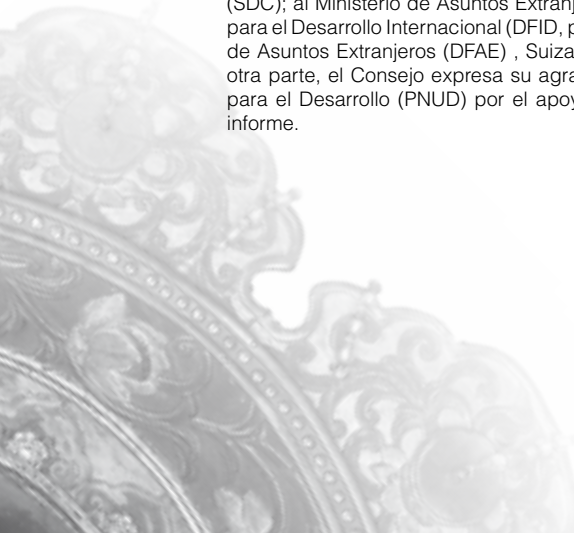 (SDC); al Ministerio de Asuntos Extranj
para el Desarrollo Internacional (DFID, p
de Asuntos Extranjeros (DFAE) , Suiza
otra parte, el Consejo expresa su agra
para el Desarrollo (PNUD) por el apoy
informe.